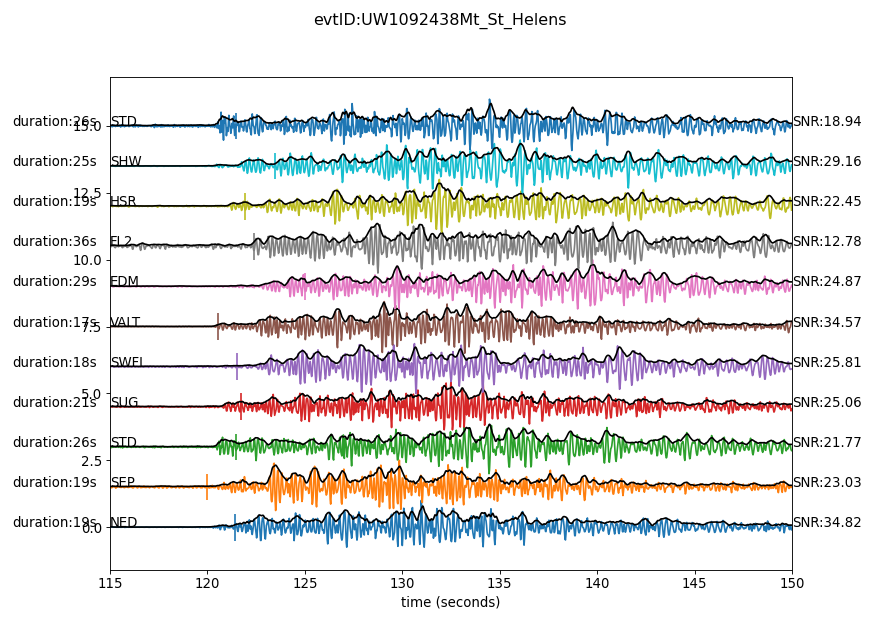 evtID:UW1092438Mt_St_Helens
duration:26s STD SNR:18.94
15.0
duration:25s SHW SNR:29.16
12.5
duration:19s HSR SNR:22.45
duration:36s FL2 SNR:12.78
10.0
duration:29s EDM SNR:24.87
duration:17s VALT SNR:34.57
7.5
duration:18s SWFL SNR:25.81
5.0
duration:21s SUG SNR:25.06
duration:26s STD SNR:21.77
2.5
duration:19s SEP SNR:23.03
duration:19s NED SNR:34.82
0.0
115 120 125 130 135 140 145 150
time (seconds)